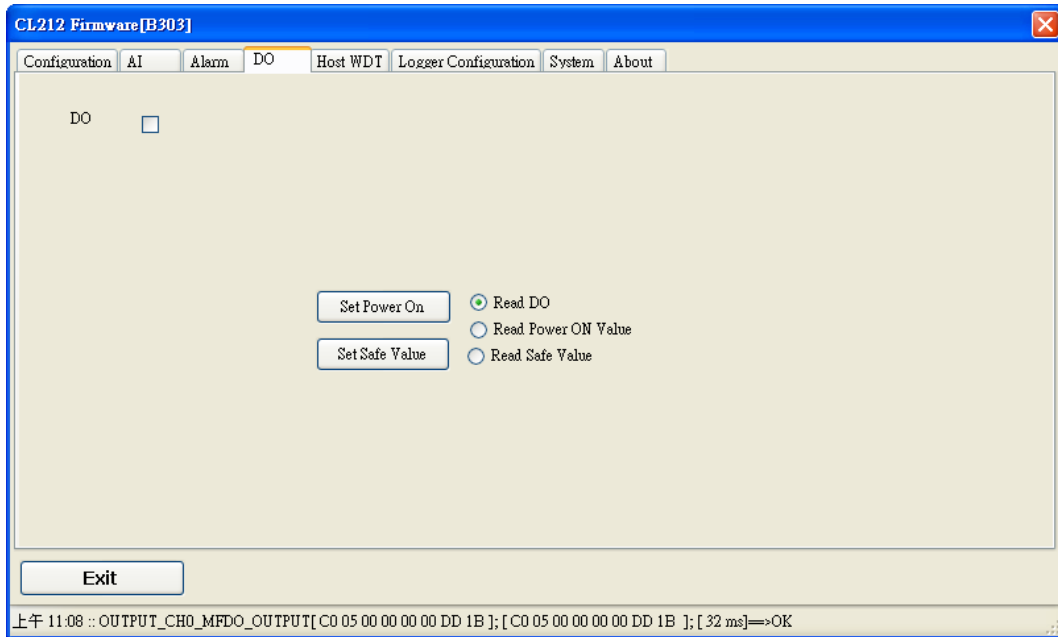 CL212 Firmware[B303]
Configuration AI Alarm DO Host WDT Logger Configuration System About
DO
Set Power On Read DO
Read Power ON Value
Set Safe Value Read Safe Value
Exit
上午 11:08 :: OUTPUT_CH0_MFDO_OUTPUT[ C0 05 00 00 00 00 DD 1B ]; [ C0 05 00 00 00 00 DD 1B  ]; [ 32 ms]==>OK